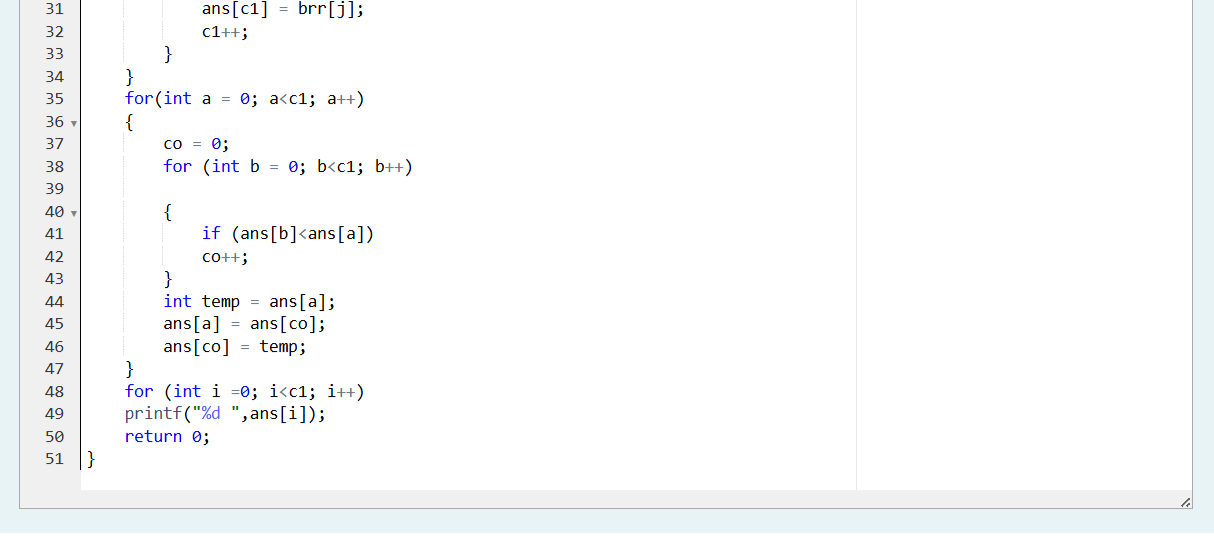 31 ans[c1] = brr[j];
32 c1++;
33 }
34 }
35 for(int a = 0; a<c1; a++)
36 {
37 co = 0;
38 for (int b = 0; b<c1; b++)
39
40 {
41 if (ans[b]<ans[a])
42 co++;
43 }
44 int temp = ans[a];
45 ans[a] = ans[co];
46 ans[co] = temp;
47 }
48 for (int i =0; i<c1; i++)
49 printf("%d ",ans[i]);
50 return 0;
51 }